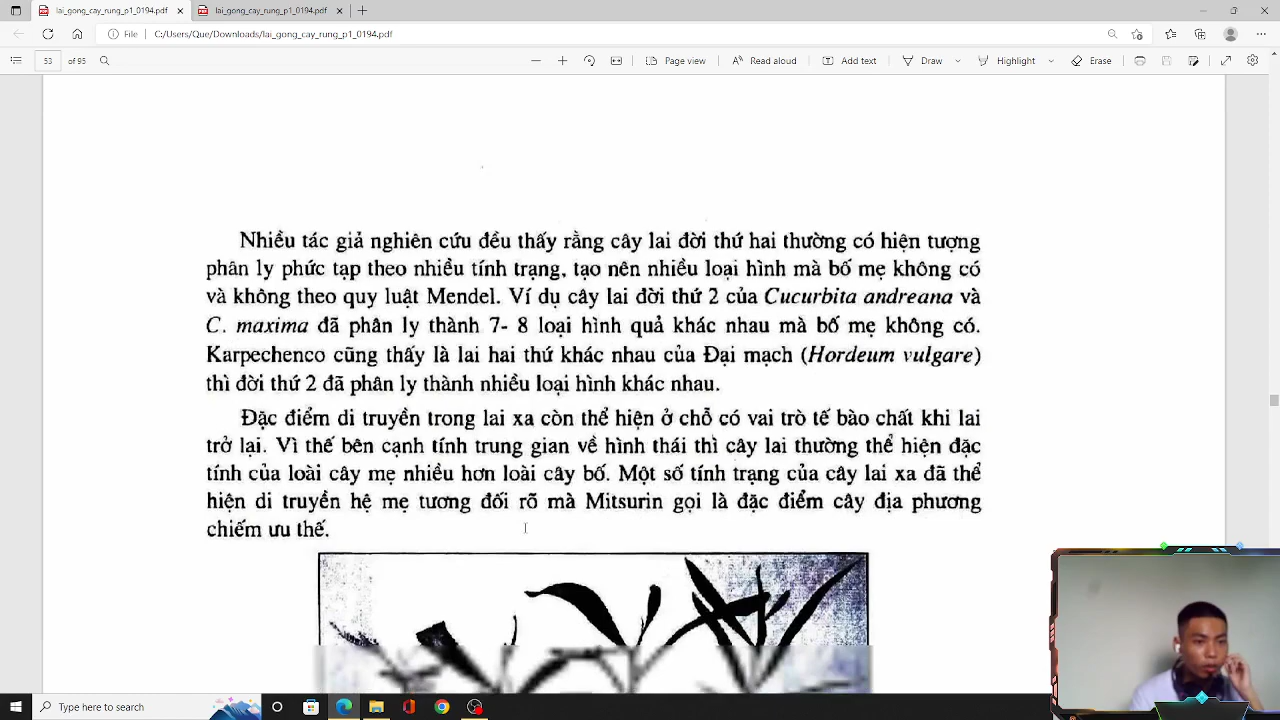 lai_gong_cay_rung_p1_0194.pdf
lai_gong_cay_rung_p1_0194.pdf
File
C:/Users/Que/Downloads/lai_gong_cay_rung_p1_0194.pdf
53 of 95
Page view
Read aloud
Add text
Draw
Highlight
Erase
Nhiều tác giả nghiên cứu đều thấy rằng cây lai đời thứ hai thường có hiện tượng
phân ly phức tạp theo nhiều tính trạng, tạo nên nhiều loại hình mà bố mẹ không có
và không theo quy luật Mendel. Ví dụ cây lai đời thứ 2 của Cucurbita andreana và
C. maxima đã phân ly thành 7- 8 loại hình quả khác nhau mà bố mẹ không có.
Karpechenco cũng thấy là lai hai thứ khác nhau của Đại mạch (Hordeum vulgare)
thì đời thứ 2 đã phân ly thành nhiều loại hình khác nhau.
Đặc điểm di truyền trong lai xa còn thể hiện ở chỗ có vai trò tế bào chất khi lai
trở lại. Vì thế bên cạnh tính trung gian về hình thái thì cây lai thường thể hiện đặc
tính của loài cây mẹ nhiều hơn loài cây bố. Một số tính trạng của cây lai xa đã thể
hiện di truyền hệ mẹ tương đối rõ mà Mitsurin gọi là đặc điểm cây địa phương
chiếm ưu thế.
Type here to search